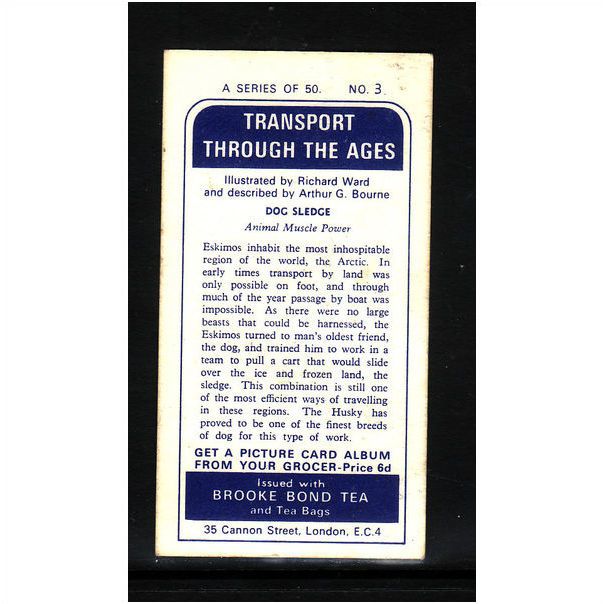 A SERIES OF 50. NO. 3.
TRANSPORT
THROUGH THE AGES
Illustrated by Richard Ward
and described by Arthur G. Bourne
DOG SLEDGE
Animal Muscle Power
Eskimos inhabit the most inhospitable
region of the world, the Arctic. In
early times transport by land was
only possible on foot, and through
much of the year passage by boat was
impossible. As there were no large
beasts that could be harnessed, the
Eskimos turned to man's oldest friend,
the dog, and trained him to work in a
team to pull a cart that would slide
over the ice and frozen land, the
sledge. This combination is still one
of the most efficient ways of travelling
in these regions. The Husky has
proved to be one of the finest breeds
of dog for this type of work.
GET A PICTURE CARD ALBUM
FROM YOUR GROCER-Price 6d
Issued with
BROOKE BOND TEA
and Tea Bags
35 Cannon Street, London, E.C.4